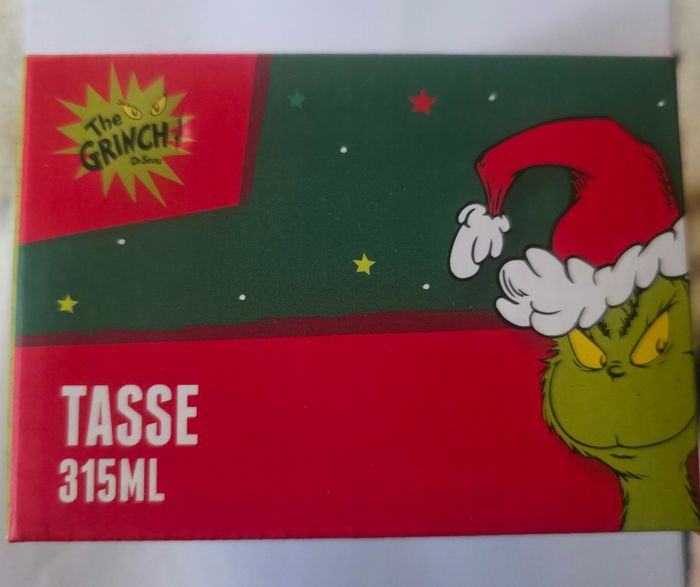 The
GRINCH!
Dr. Seuss
TASSE
315ML